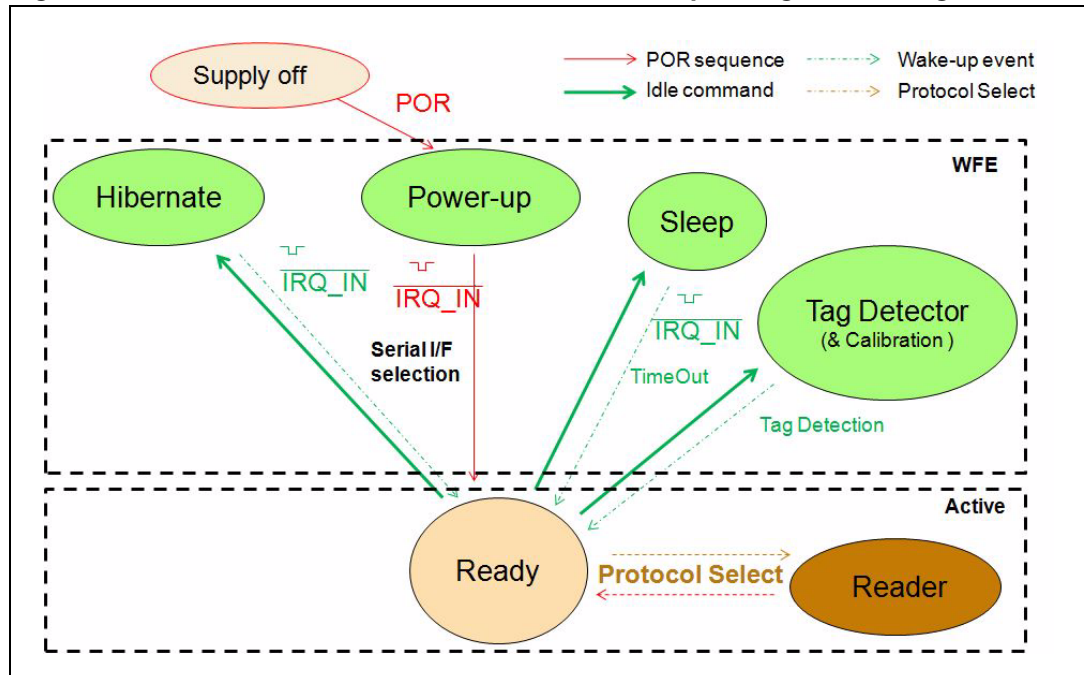 Supply off
POR
POR sequence
Idle command
Wake-up event
Protocol Select
WFE
Hibernate
Power-up
Sleep
IRQ_IN
IRQ_IN
IRQ_IN
Tag Detector
(& Calibration )
Serial I/F
selection
TimeOut
Tag Detection
Active
Ready
Protocol Select
Reader